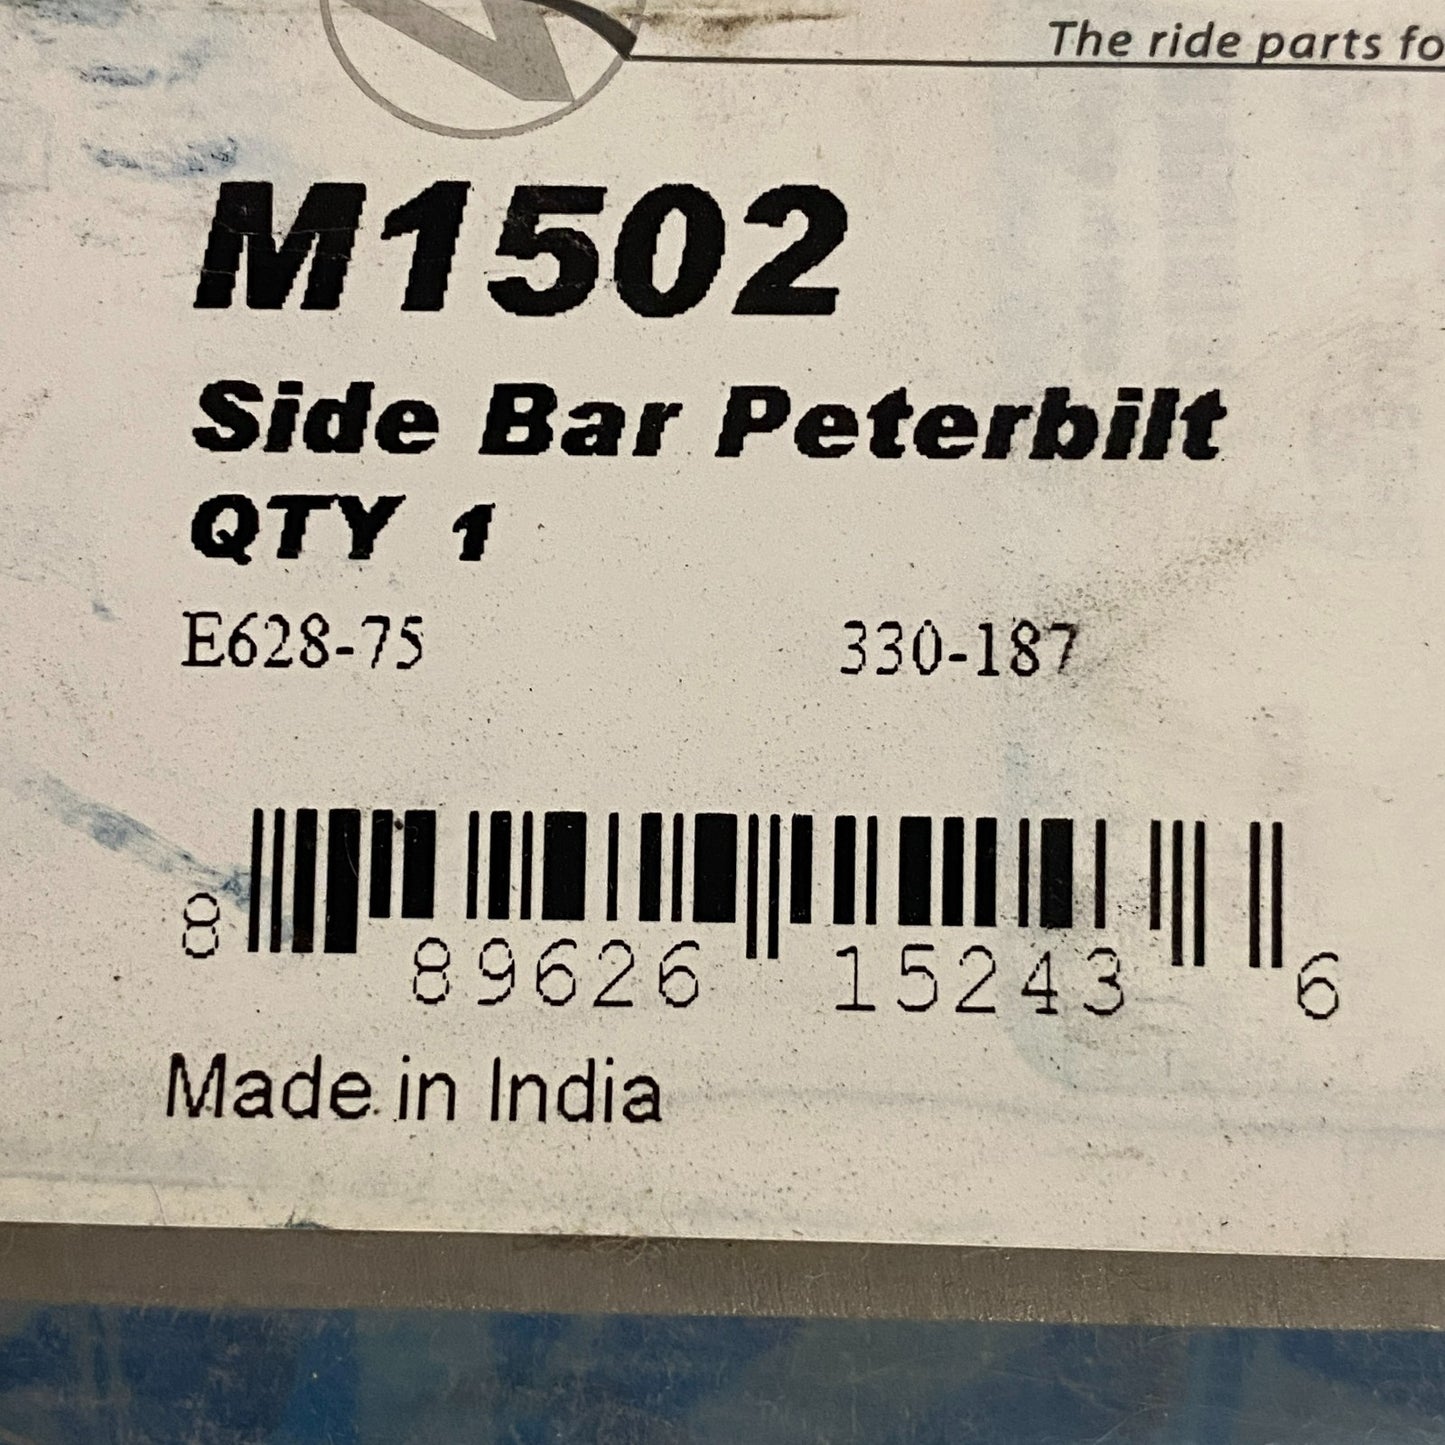 The ride parts fo
M1502
Side Bar Peterbilt
QTY 1
E628-75 330-187
8 89626 15243 6
Made in India